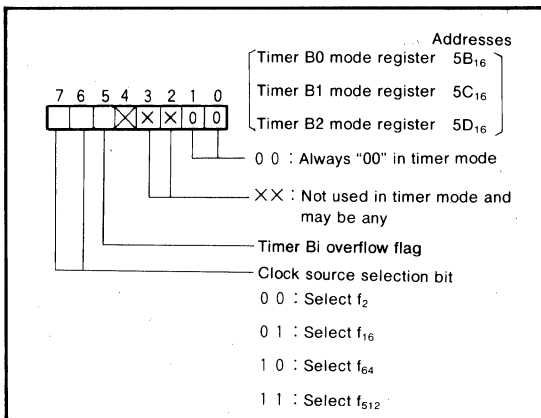 Addresses
Timer B0 mode register 5B₁₆
Timer B1 mode register 5C₁₆
Timer B2 mode register 5D₁₆
7 6 5 4 3 2 1 0
× × × 0 0
0 0 : Always “00” in timer mode
×× : Not used in timer mode and
may be any
Timer Bi overflow flag
Clock source selection bit
0 0 : Select f₂
0 1 : Select f₁₆
1 0 : Select f₆₄
1 1 : Select f₅₁₂